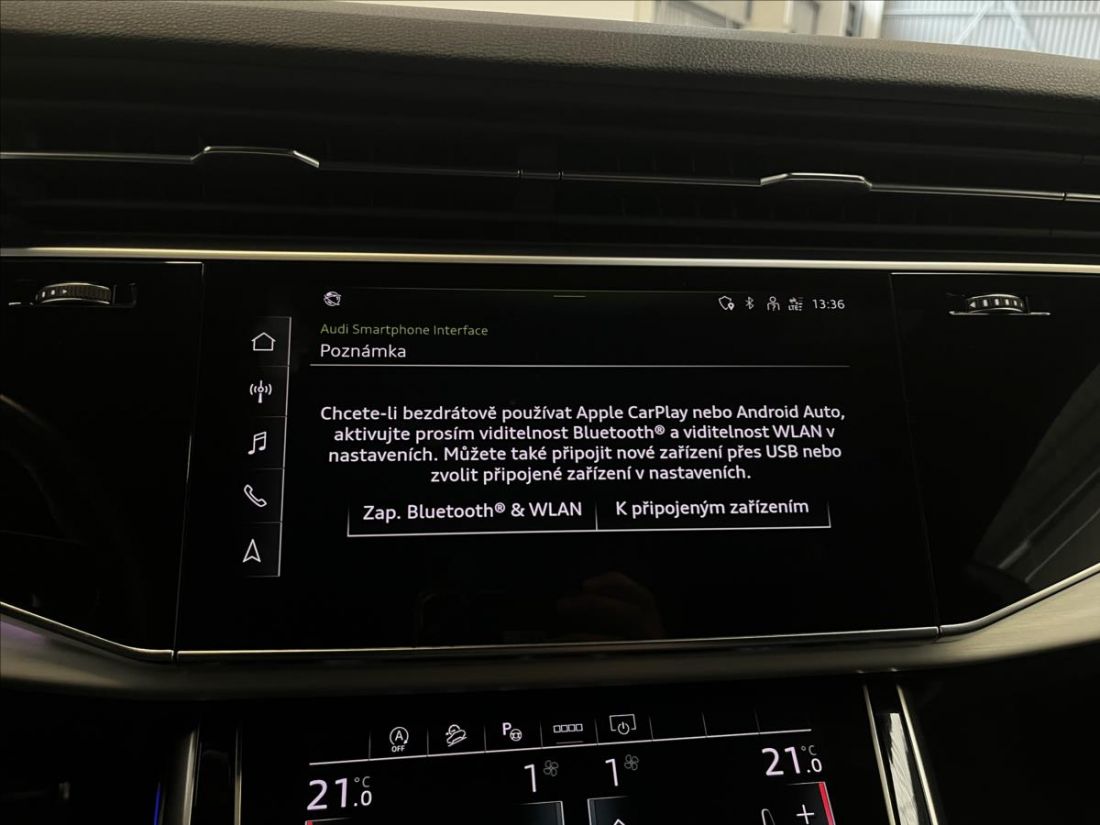 LTE 13:36
Audi Smartphone Interface
Poznámka
Chcete-li bezdrátově používat Apple CarPlay nebo Android Auto,
aktivujte prosím viditelnost Bluetooth® a viditelnost WLAN v
nastaveních. Můžete také připojit nové zařízení přes USB nebo
zvolit připojené zařízení v nastaveních.
Zap. Bluetooth® & WLAN K připojeným zařízením
A OFF P
21.0 °C 1 1 21.0 °C